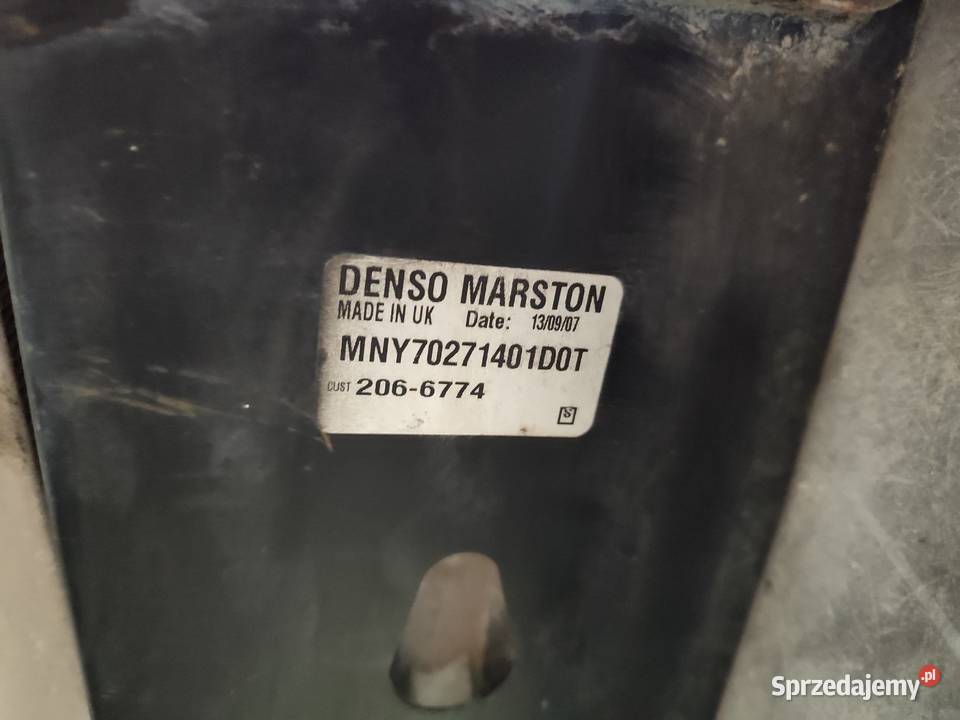 DENSO MARSTON
MADE IN UK Date: 13/09/07
MNY70271401D0T
CUST 206-6774
S
Sprzedajemy.pl